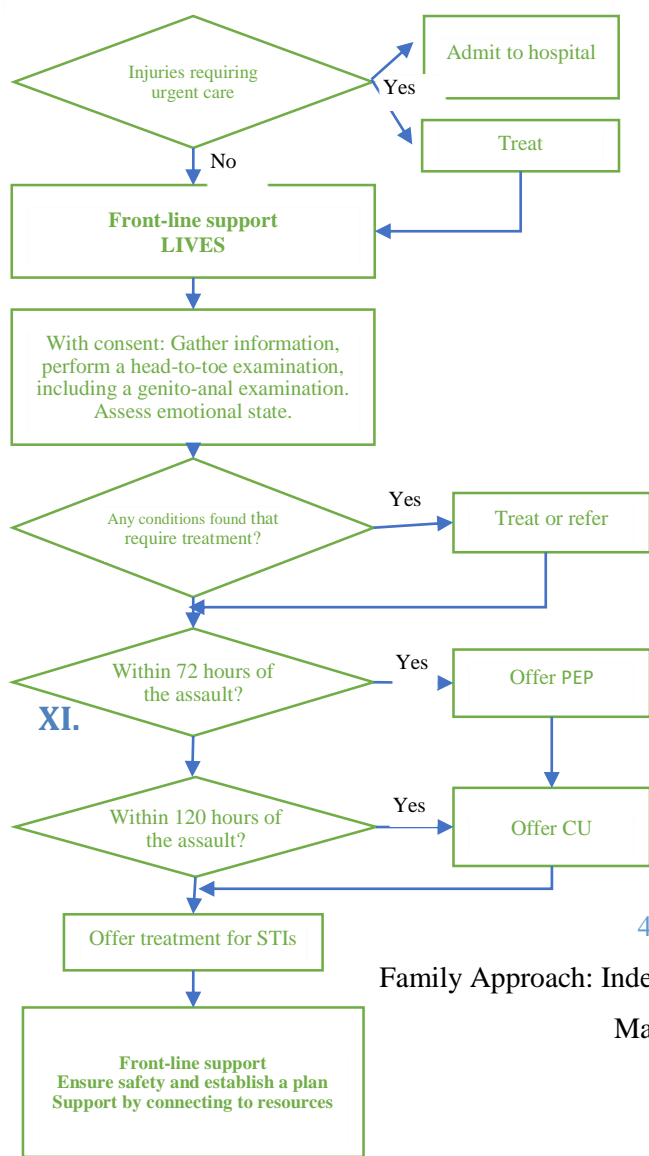 Injuries requiring
urgent care
Yes
Admit to hospital
Treat
No
Front-line support
LIVES
With consent: Gather information,
perform a head-to-toe examination,
including a genito-anal examination.
Assess emotional state.
Any conditions found that
require treatment?
Yes
Treat or refer
Within 72 hours of
the assault?
Yes
Offer PEP
XI.
Within 120 hours of
the assault?
Yes
Offer CU
Offer treatment for STIs
4
Family Approach: Inde
Ma
Front-line support
Ensure safety and establish a plan
Support by connecting to resources